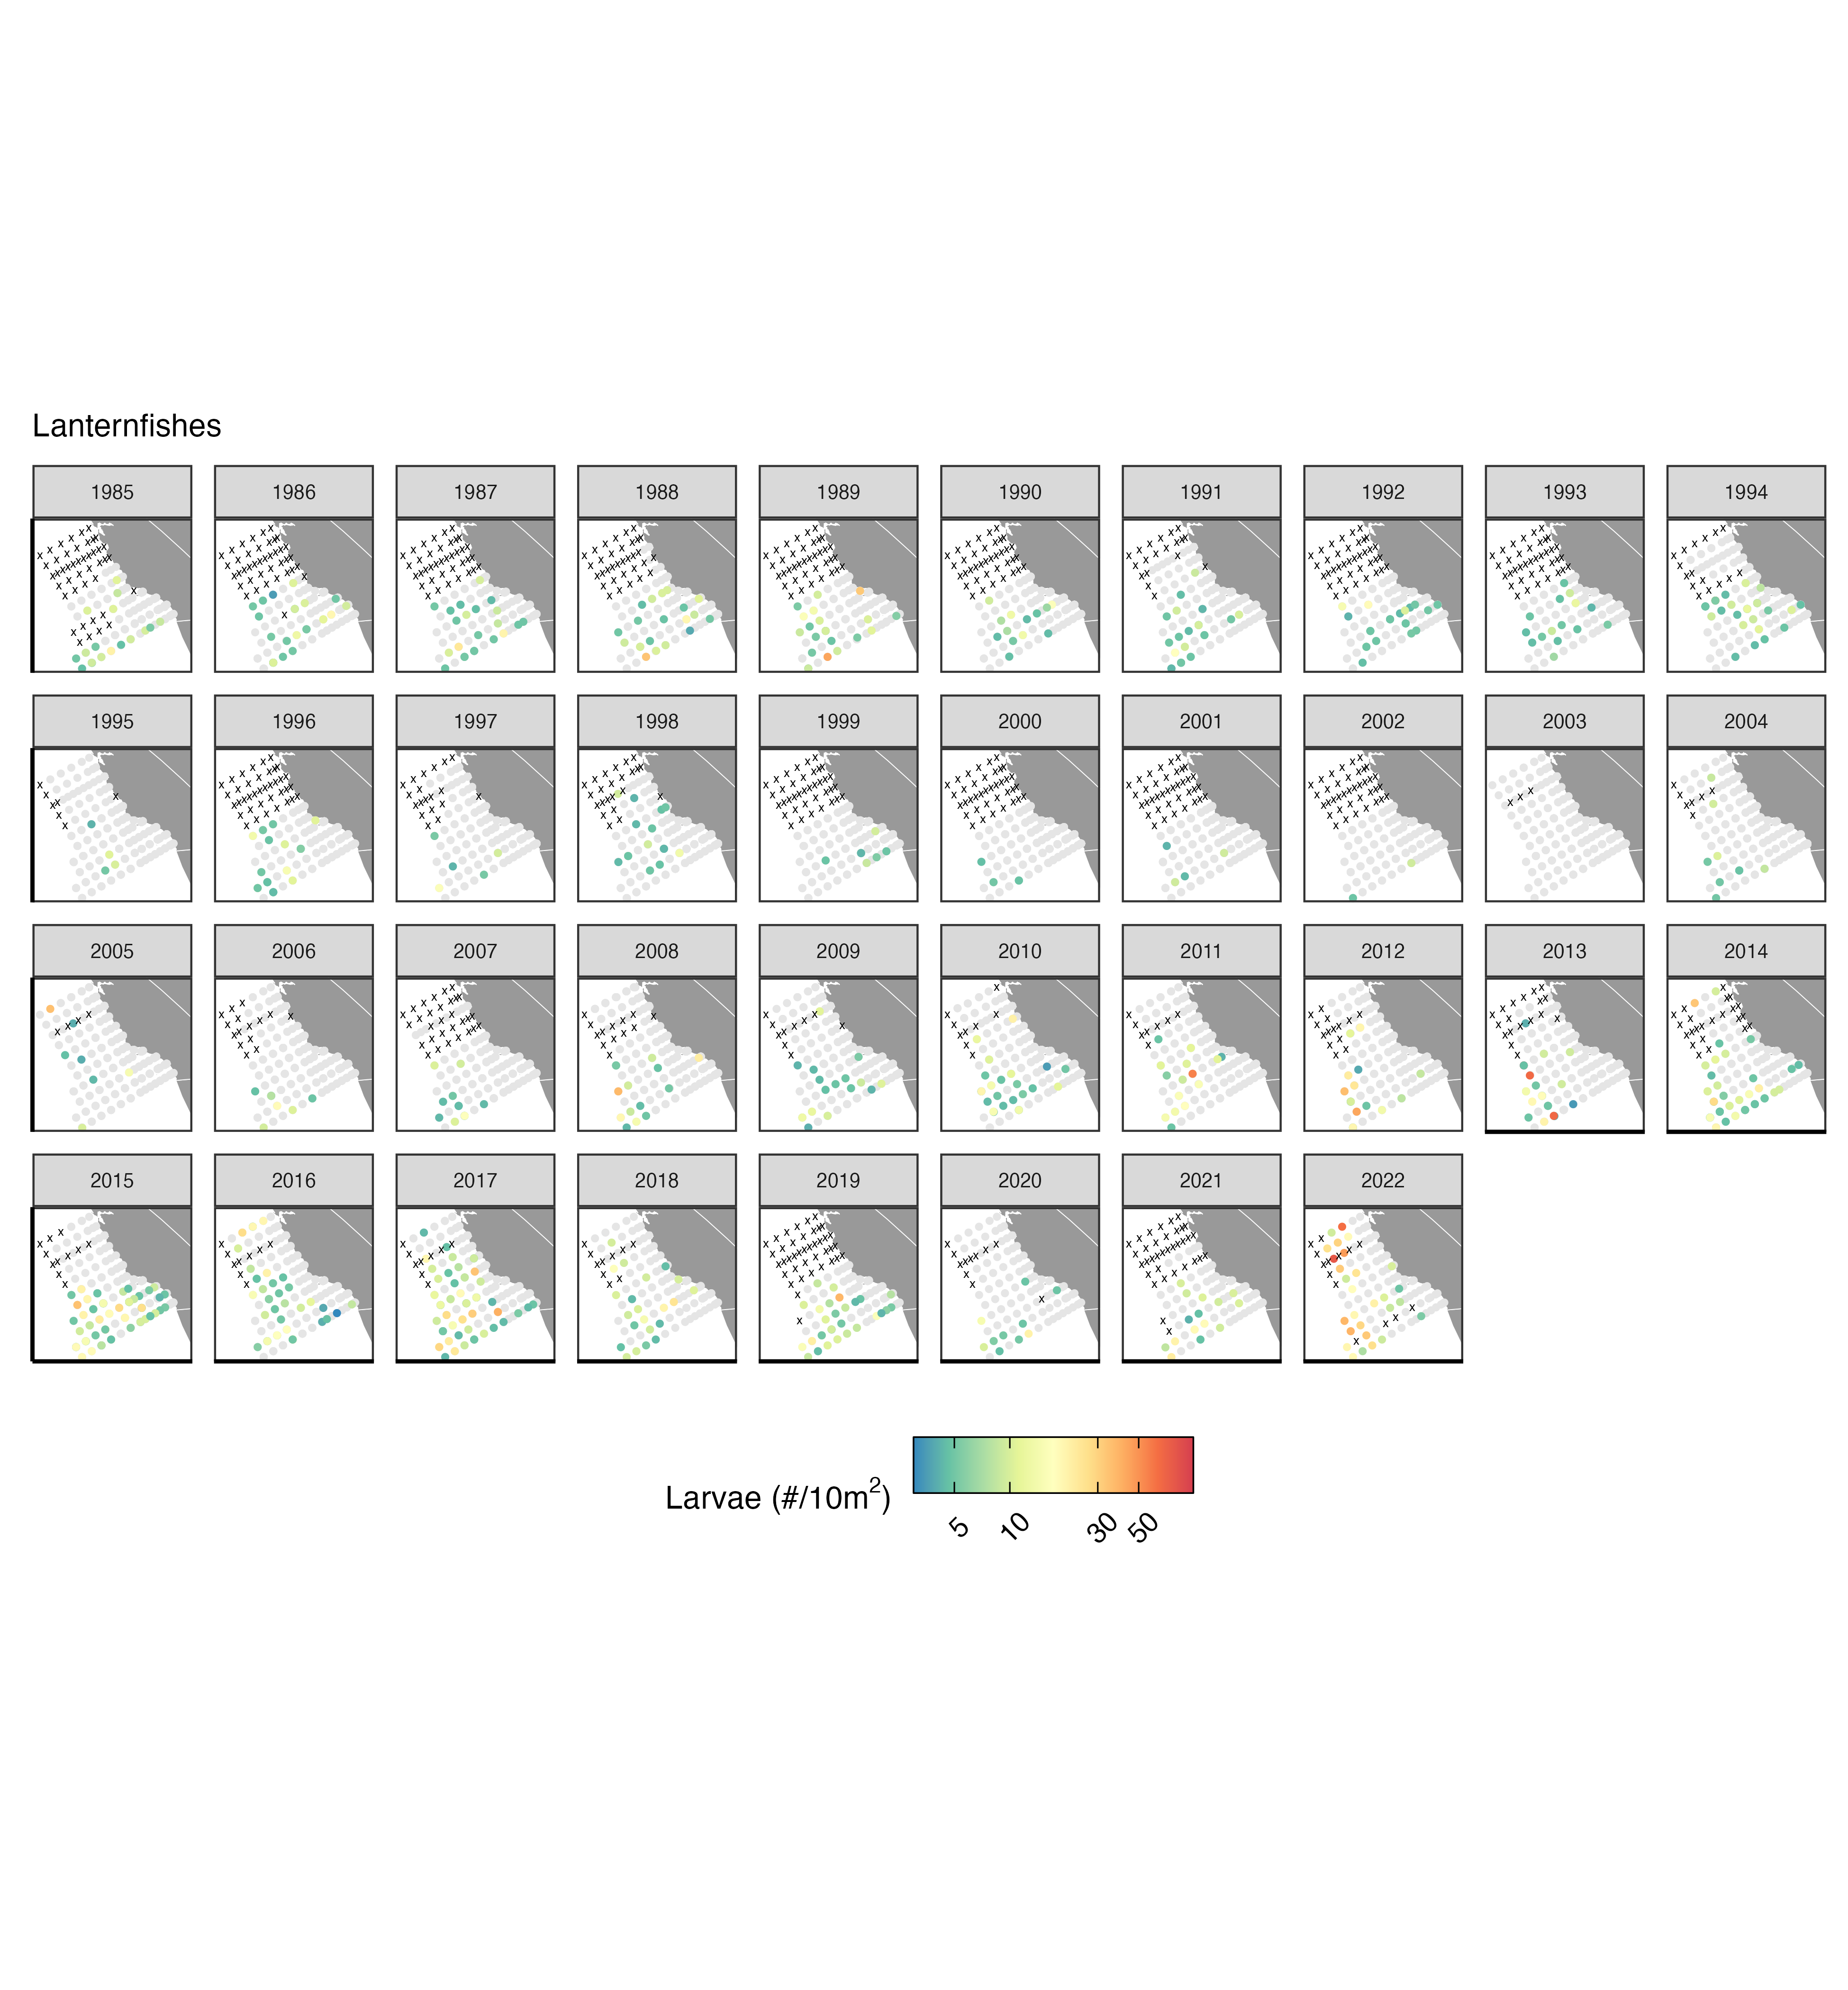 Lanternfishes
1985 1986 1987 1988 1989 1990 1991 1992 1993 1994
1995 1996 1997 1998 1999 2000 2001 2002 2003 2004
2005 2006 2007 2008 2009 2010 2011 2012 2013 2014
2015 2016 2017 2018 2019 2020 2021 2022
Larvae (#/10m²)
5 10 30 50